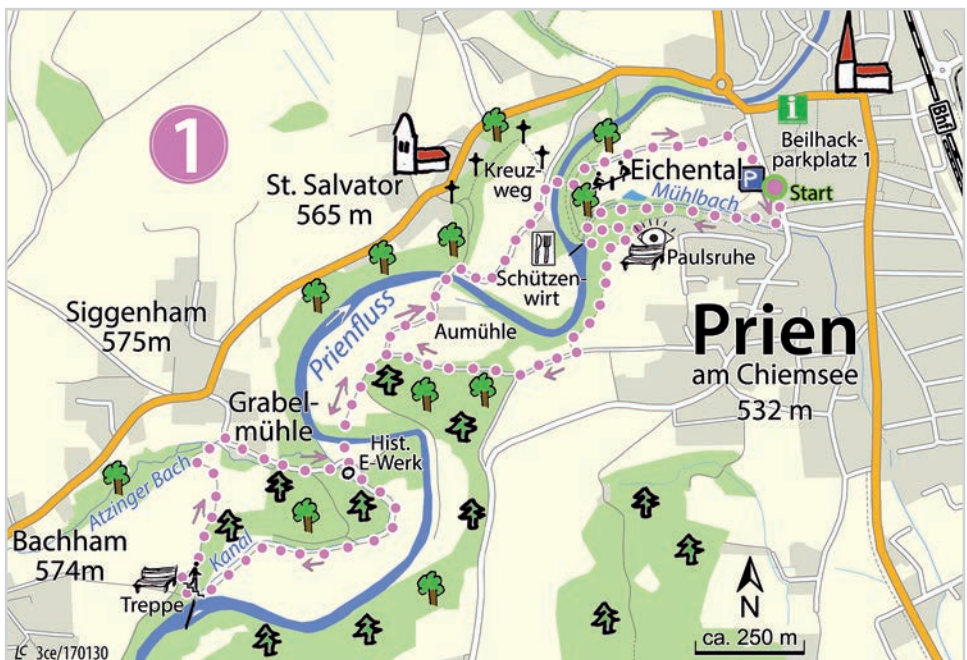 1
St. Salvator
565 m
Kreuz-
weg
Eichental
P
i
Beilhack-
parkplatz 1
Bhf
Start
Mühlbach
Paulsruhe
Schützen-
wirt
Siggenham
575m
Prienfluss
Aumühle
Prien
am Chiemsee
532 m
Grabel-
mühle
Hist.
E-Werk
Atzinger Bach
Bachham
574m
Kanal
Treppe
N
ca. 250 m
3ce/170130